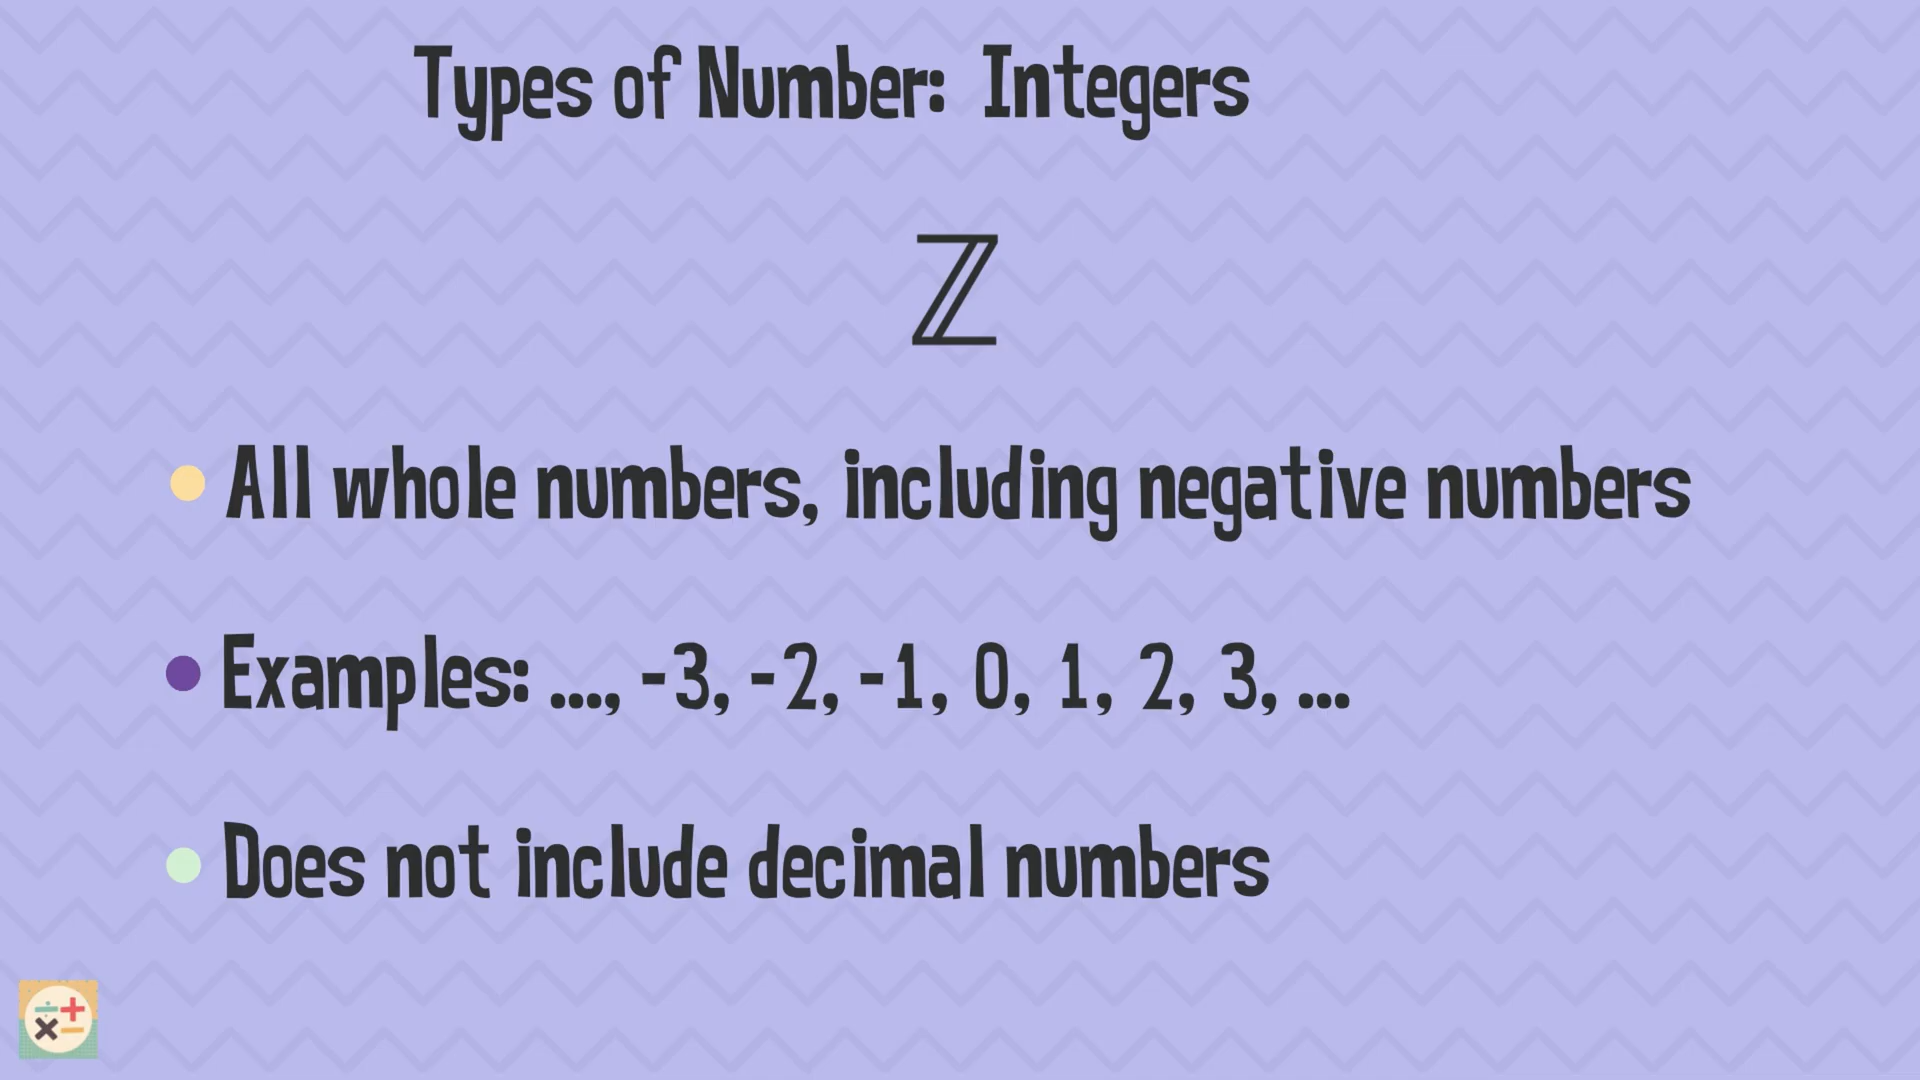 Types of Number: Integers
ℤ
All whole numbers, including negative numbers
Examples: ...., -3, -2, -1, 0, 1, 2, 3, ...
Does not include decimal numbers